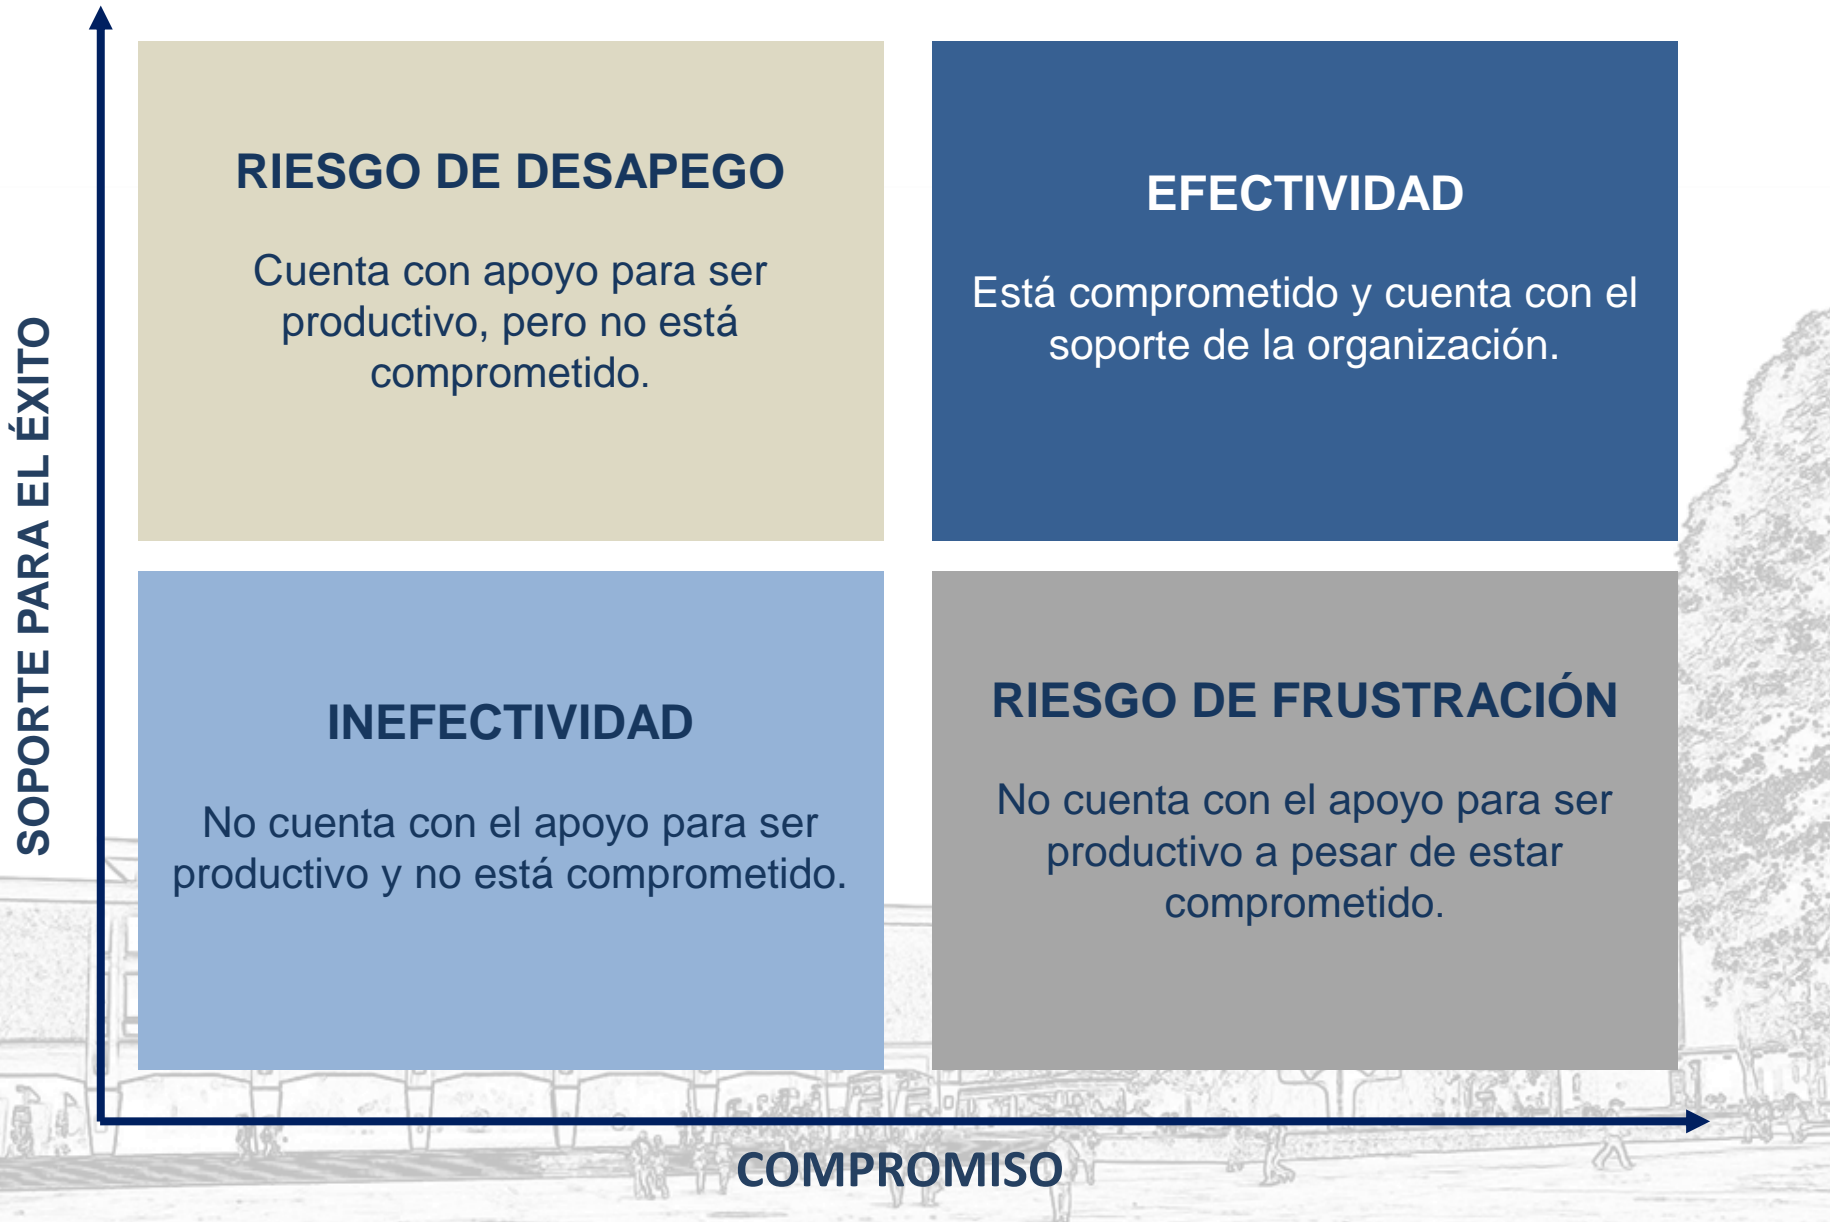 SOPORTE PARA EL ÉXITO
RIESGO DE DESAPEGO
Cuenta con apoyo para ser
productivo, pero no está
comprometido.
EFECTIVIDAD
Está comprometido y cuenta con el
soporte de la organización.
INEFECTIVIDAD
No cuenta con el apoyo para ser
productivo y no está comprometido.
RIESGO DE FRUSTRACIÓN
No cuenta con el apoyo para ser
productivo a pesar de estar
comprometido.
COMPROMISO